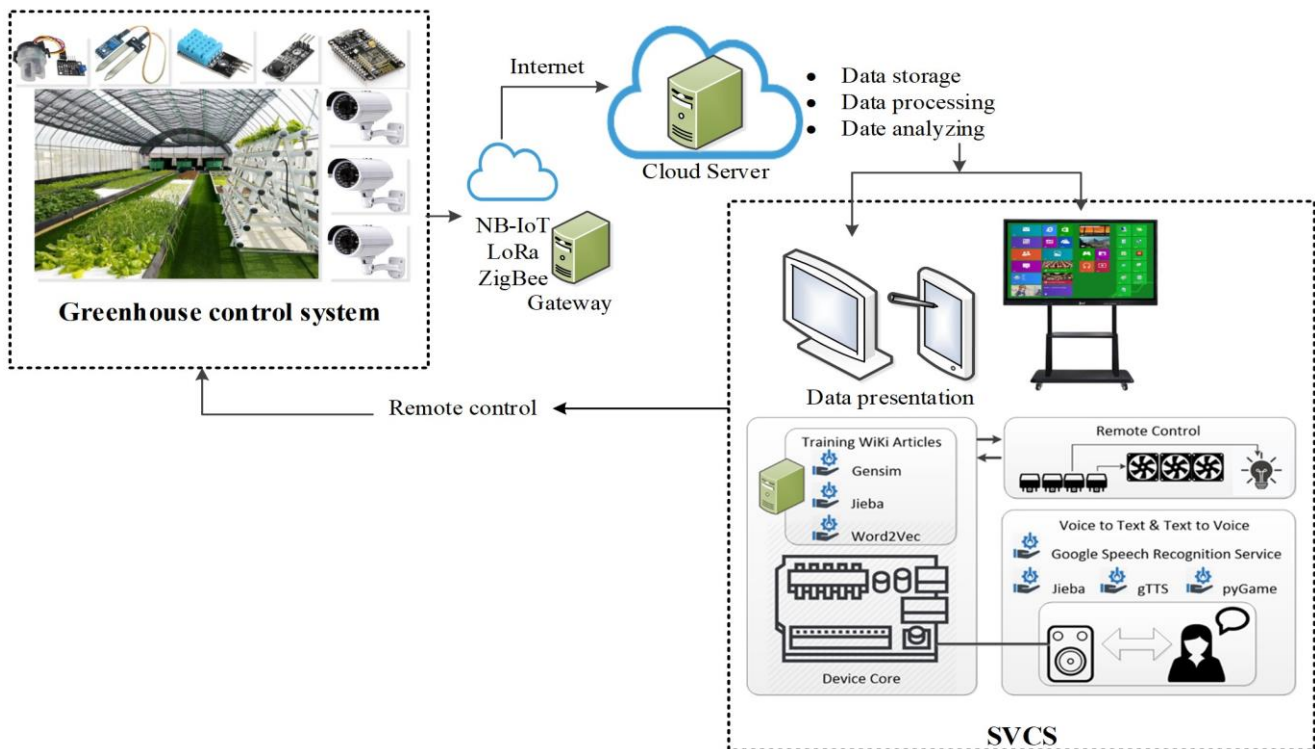 Internet
Data storage
Data processing
Date analyzing
Cloud Server
NB-IoT
LoRa
ZigBee
Gateway
Greenhouse control system
Remote control
Data presentation
Training WiKi Articles
Gensim
Jieba
Word2Vec
Device Core
Remote Control
Voice to Text & Text to Voice
Google Speech Recognition Service
Jieba gTTS pyGame
SVCS